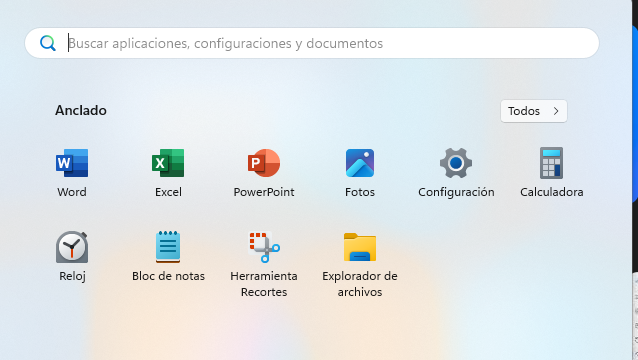 Buscar aplicaciones, configuraciones y documentos
Anclado
Todos
Word
Excel
PowerPoint
Fotos
Configuración
Calculadora
Reloj
Bloc de notas
Herramienta
Recortes
Explorador de
archivos